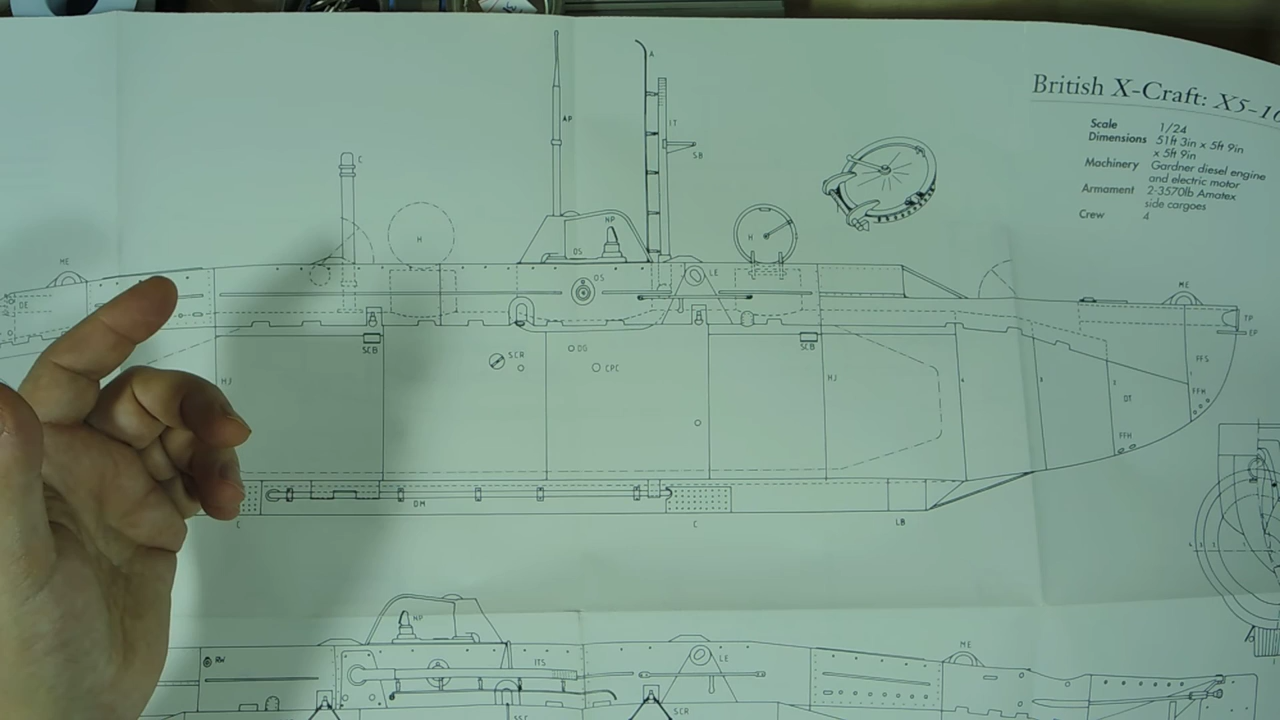 British X-Craft: X5-10
Scale 1/24
Dimensions 51ft 3in x 5ft 9in
x 5ft 9in
Machinery Gardner diesel engine
and electric motor
Armament 2-3570lb Amatex
side cargoes
Crew 4
A
AP
IT
SB
C
H
NP
H
DS
ME
DS
LE
ME
DE
TP
EP
SCB
SCR
DG
SCB
CPC
FFS
HJ
HJ
FFH
DT
FFH
DM
C
C
LB
NP
RW
ITS
LE
ME
SSC
SCR